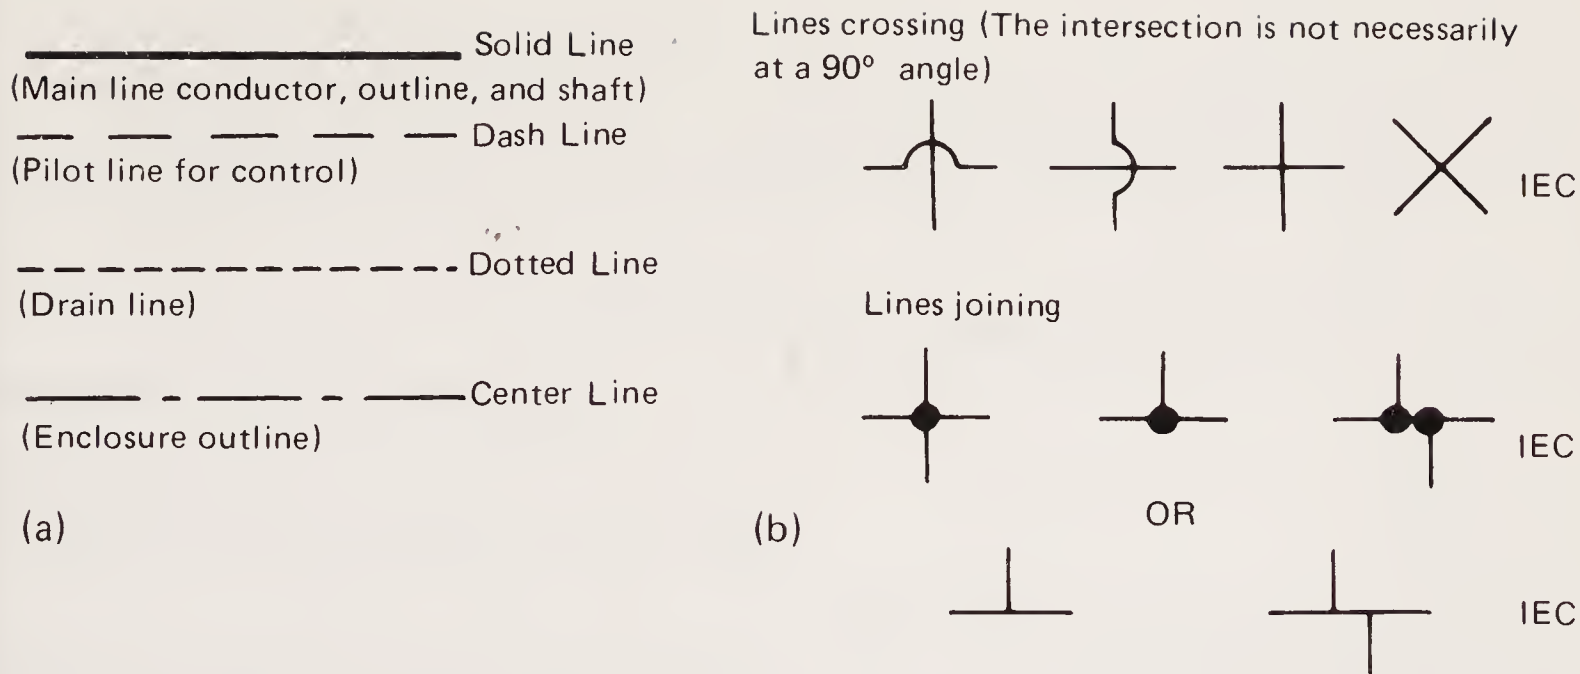 Solid Line
(Main line conductor, outline, and shaft)
Dash Line
(Pilot line for control)
Dotted Line
(Drain line)
Center Line
(Enclosure outline)
(a)
Lines crossing (The intersection is not necessarily
at a 90° angle)
IEC
Lines joining
IEC
OR
(b)
IEC